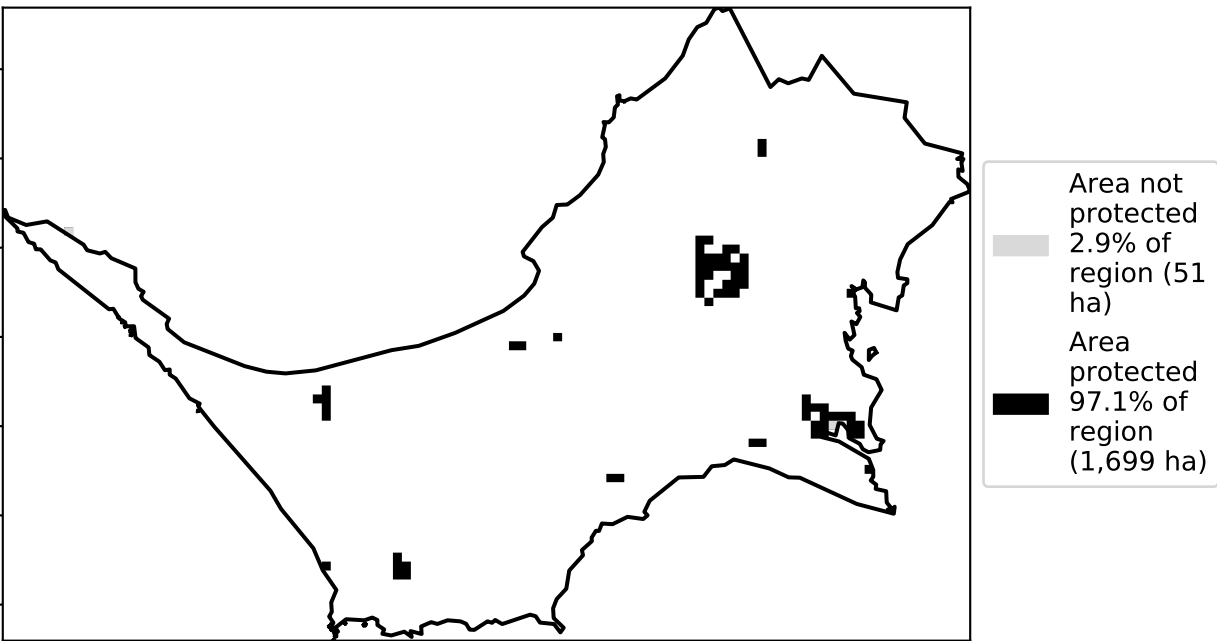 Area not
protected
2.9% of
region (51
ha)
Area
protected
97.1% of
region
(1,699 ha)